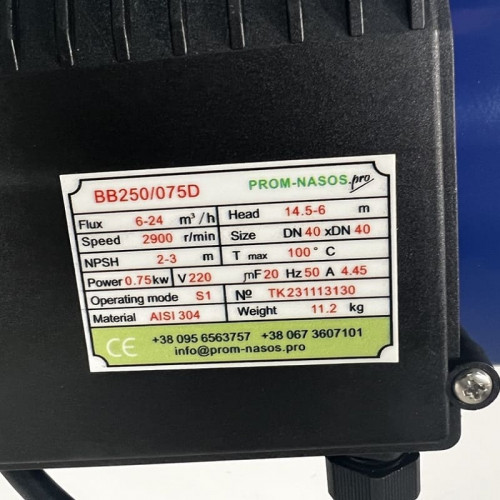 BB250/075D PROM-NASOS.pro
Flux 6-24 m³/h Head 14.5-6 m
Speed 2900 r/min Size DN 40 xDN 40
NPSH 2-3 m T max 100° C
Power 0.75kw V 220 mF 20 Hz 50 A 4.45
Operating mode S1 № TK231113130
Material AISI 304 Weight 11.2 kg
CE +38 095 6563757 +38 067 3607101
info@prom-nasos.pro